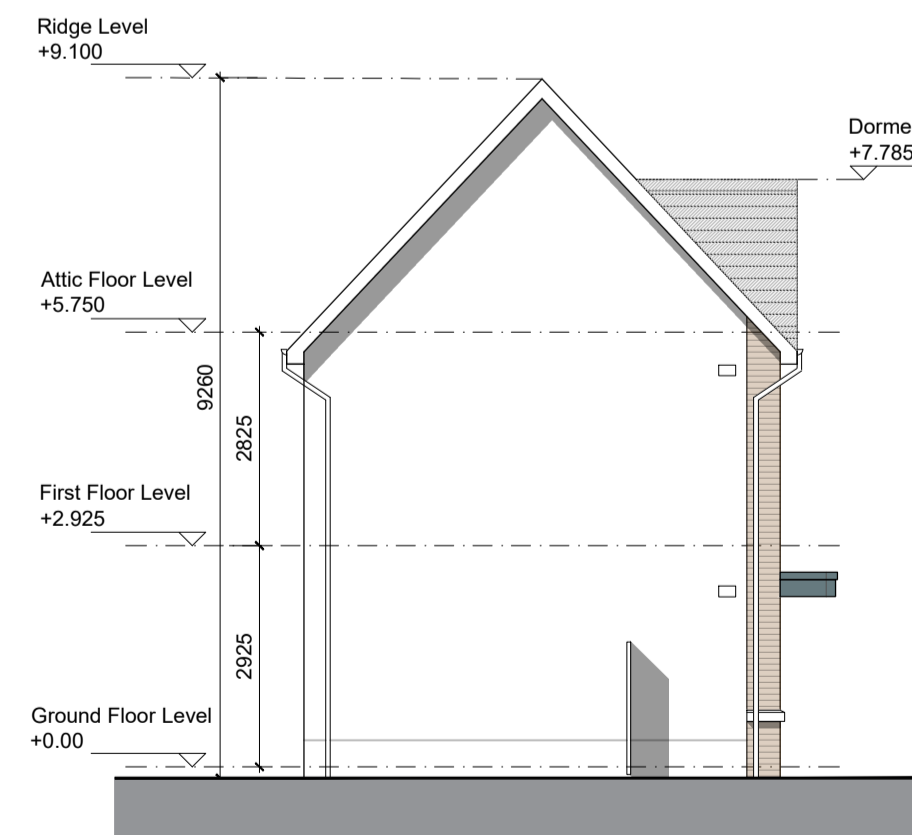 Ridge Level
+9.100
Dorme
+7.785
Attic Floor Level
+5.750
9260
2825
First Floor Level
+2.925
2925
Ground Floor Level
+0.00